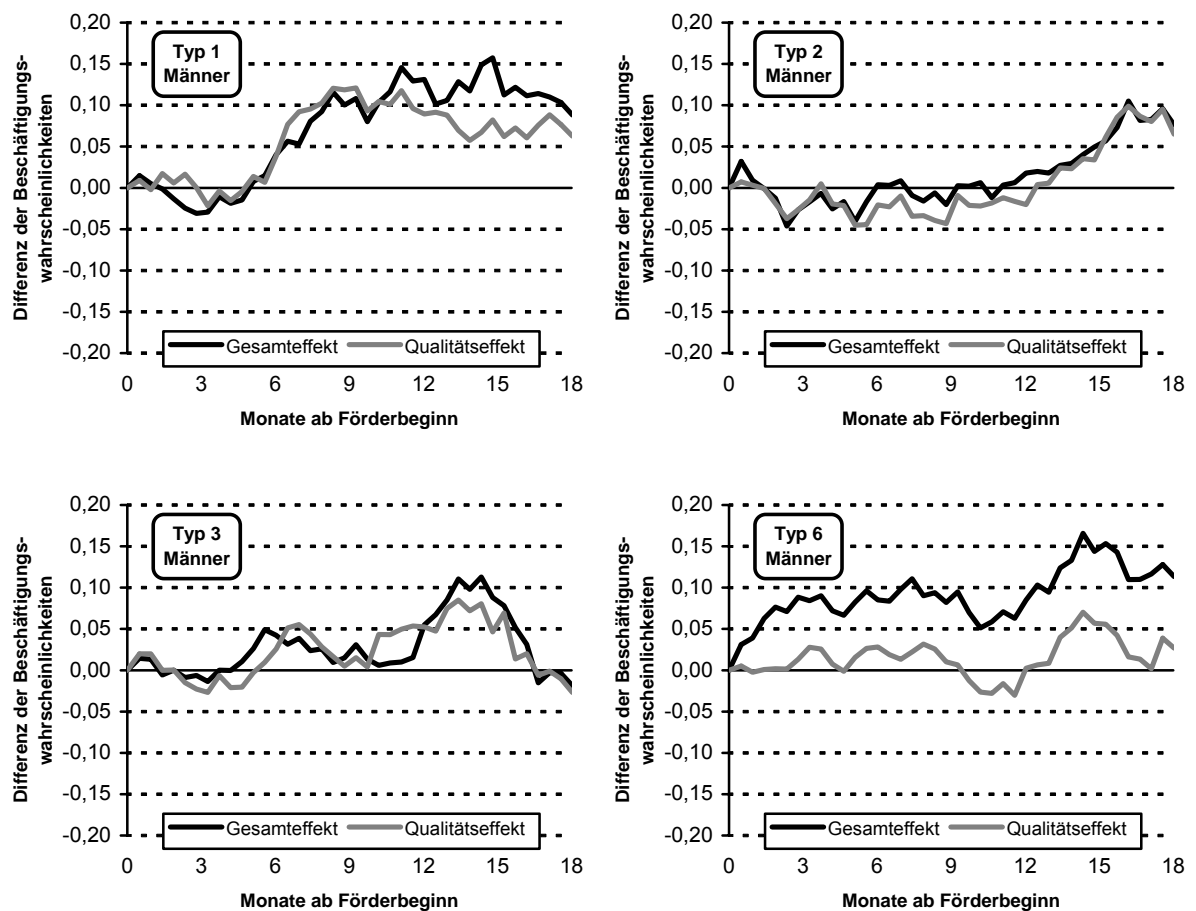 Differenz der Beschäftigungs-
wahrscheinlichkeiten
0,20
0,15
0,10
0,05
0,00
-0,05
-0,10
-0,15
-0,20
Typ 1
Männer
Gesamteffekt Qualitätseffekt
0 3 6 9 12 15 18
Monate ab Förderbeginn
Differenz der Beschäftigungs-
wahrscheinlichkeiten
0,20
0,15
0,10
0,05
0,00
-0,05
-0,10
-0,15
-0,20
Typ 2
Männer
Gesamteffekt Qualitätseffekt
0 3 6 9 12 15 18
Monate ab Förderbeginn
Differenz der Beschäftigungs-
wahrscheinlichkeiten
0,20
0,15
0,10
0,05
0,00
-0,05
-0,10
-0,15
-0,20
Typ 3
Männer
Gesamteffekt Qualitätseffekt
0 3 6 9 12 15 18
Monate ab Förderbeginn
Differenz der Beschäftigungs-
wahrscheinlichkeiten
0,20
0,15
0,10
0,05
0,00
-0,05
-0,10
-0,15
-0,20
Typ 6
Männer
Gesamteffekt Qualitätseffekt
0 3 6 9 12 15 18
Monate ab Förderbeginn